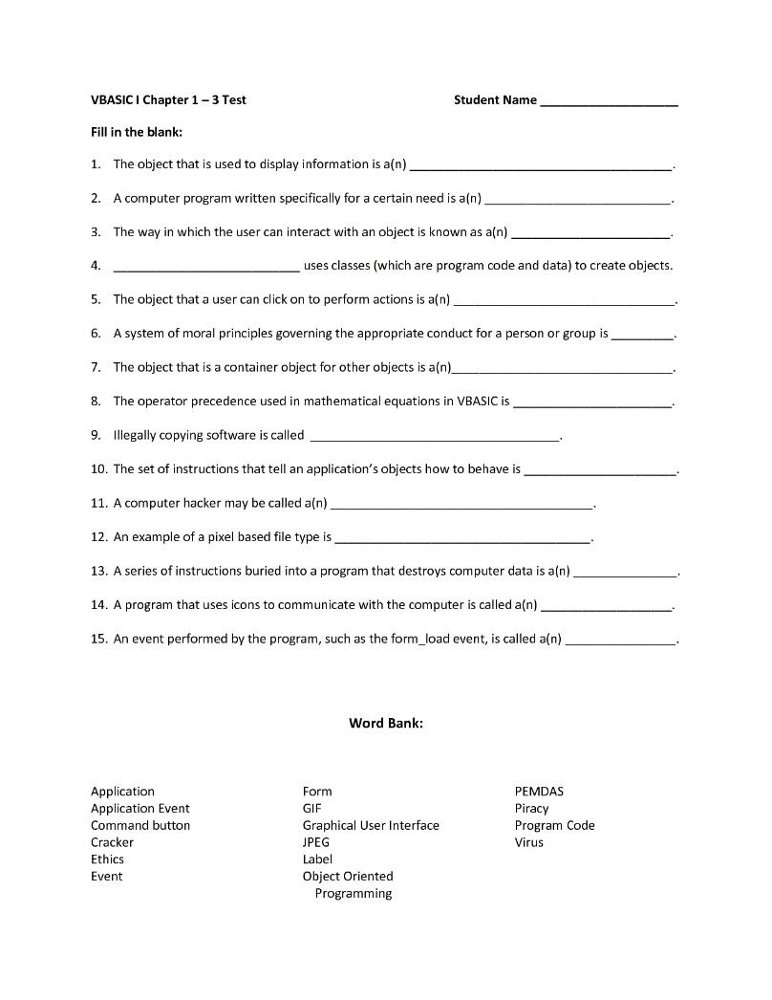 VBASIC I Chapter 1 – 3 Test Student Name ____________________
Fill in the blank:
1. The object that is used to display information is a(n) ______________________________________.
2. A computer program written specifically for a certain need is a(n) ___________________________.
3. The way in which the user can interact with an object is known as a(n) _______________________.
4. ___________________________ uses classes (which are program code and data) to create objects.
5. The object that a user can click on to perform actions is a(n) ________________________________.
6. A system of moral principles governing the appropriate conduct for a person or group is _________.
7. The object that is a container object for other objects is a(n)________________________________.
8. The operator precedence used in mathematical equations in VBASIC is _______________________.
9. Illegally copying software is called ____________________________________.
10. The set of instructions that tell an application’s objects how to behave is ______________________.
11. A computer hacker may be called a(n) ______________________________________.
12. An example of a pixel based file type is _____________________________________.
13. A series of instructions buried into a program that destroys computer data is a(n) _______________.
14. A program that uses icons to communicate with the computer is called a(n) ___________________.
15. An event performed by the program, such as the form_load event, is called a(n) ________________.
Word Bank:
Application Form PEMDAS
Application Event GIF Piracy
Command button Graphical User Interface Program Code
Cracker JPEG Virus
Ethics Label
Event Object Oriented
Programming